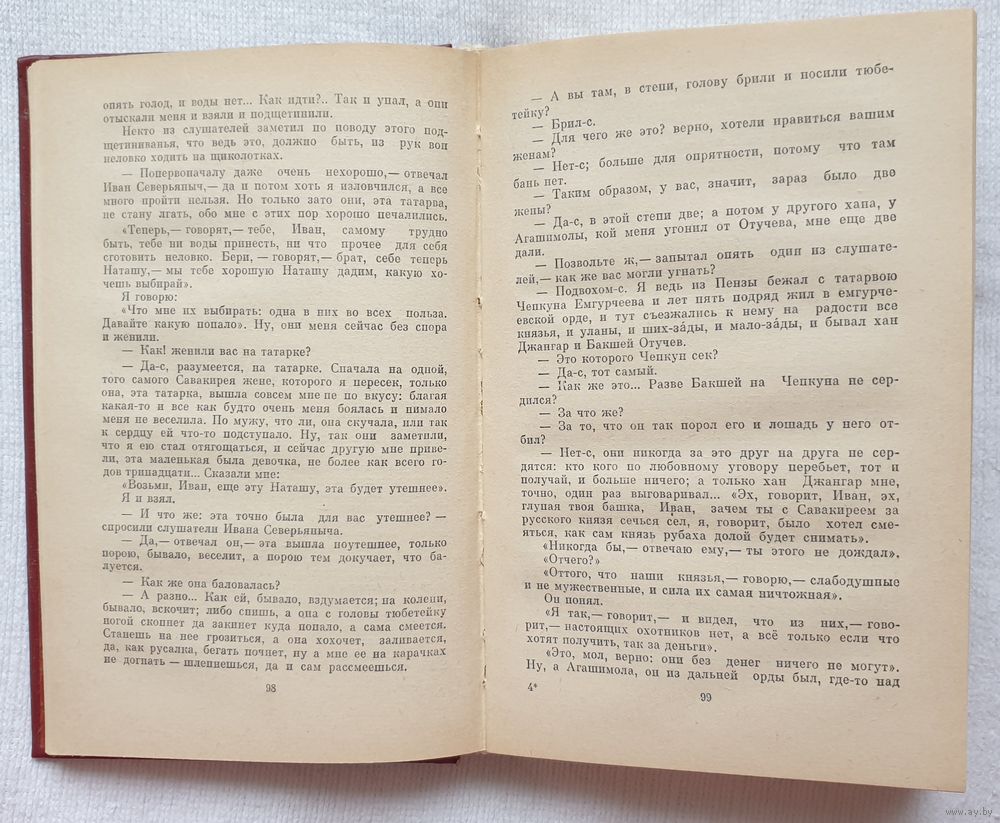 опять голод, и воды нет... Как идти?.. Так и упал, а они
отыскали меня и взяли и подщетинили.
Некто из слушателей заметил по поводу этого под-
щетиниванья, что ведь это, должно быть, из рук вон
неловко ходить на щиколотках.
— Попервоначалу даже очень нехорошо,— отвечал
Иван Северьяныч,— да и потом хоть я изловчился, а все
много пройти нельзя. Но только зато они, эта татарва,
не стану лгать, обо мне с этих пор хорошо печалились.
«Теперь,— говорят,— тебе, Иван, самому трудно
быть, тебе ни воды принесть, ни что прочее для себя
сготовить неловко. Бери, — говорят,— брат, себе теперь
Наташу,— мы тебе хорошую Наташу дадим, какую хо-
чешь выбирай».
Я говорю:
«Что мне их выбирать: одна в них во всех польза.
Давайте какую попало». Ну, они меня сейчас без спора
и женили.
— Как! женили вас на татарке?
— Да-с, разумеется, на татарке. Сначала на одной,
того самого Савакирея жене, которого я пересек, только
она, эта татарка, вышла совсем мне не по вкусу: благая
какая-то и все как будто очень меня боялась и нимало
меня не веселила. По мужу, что ли, она скучала, или так
к сердцу ей что-то подступало. Ну, так они заметили,
что я ею стал отягощаться, и сейчас другую мне приве-
ли, эта маленькая была девочка, не более как всего го-
дов тринадцати... Сказали мне:
«Возьми, Иван, еще эту Наташу, эта будет утешнее».
Я и взял.
— И что же: эта точно была для вас утешнее? —
спросили слушатели Ивана Северьяныча.
— Да,— отвечал он,— эта вышла поутешнее, только
порою, бывало, веселит, а порою тем докучает, что ба-
луется.
— Как же она баловалась?
— А разно... Как ей, бывало, вздумается; на колени,
бывало, вскочит; либо спишь, а она с головы тюбетейку
ногой скопнет да закинет куда попало, а сама смеется.
Станешь на нее грозиться, а она хохочет, заливается,
да, как русалка, бегать почнет, ну а мне ее на карачках
не догнать — шлепнешься, да и сам рассмеешься.
98
— А вы там, в степи, голову брили и носили тюбе-
тейку?
— Брил-с.
— Для чего же это? верно, хотели нравиться вашим
женам?
— Нет-с; больше для опрятности, потому что там
бань нет.
— Таким образом, у вас, значит, зараз было две
жены?
— Да-с, в этой степи две; а потом у другого хана, у
Агашимолы, кой меня угонил от Отучева, мне еще две
дали.
— Позвольте ж,— запытал опять один из слушате-
лей,— как же вас могли угнать?
— Подвохом-с. Я ведь из Пензы бежал с татарвою
Чепкуна Емгурчеева и лет пять подряд жил в емгурче-
евской орде, и тут съезжались к нему на радости все
князья, и уланы, и ших-за́ды, и мало-за́ды, и бывал хан
Джангар и Бакшей Отучев.
— Это которого Чепкун сек?
— Да-с, тот самый.
— Как же это... Разве Бакшей на Чепкуна не сер-
дился?
— За что же?
— За то, что он так порол его и лошадь у него от-
бил?
— Нет-с, они никогда за это друг на друга не сер-
дятся: кто кого по любовному уговору перебьет, тот и
получай, и больше ничего; а только хан Джангар мне,
точно, один раз выговаривал... «Эх, говорит, Иван, эх,
глупая твоя башка, Иван, зачем ты с Савакиреем за
русского князя сечься сел, я, говорит, было хотел сме-
яться, как сам князь рубаха долой будет снимать».
«Никогда бы,— отвечаю ему,— ты этого не дождал».
«Отчего?»
«Оттого, что наши князья,— говорю,— слабодушные
и не мужественные, и сила их самая ничтожная».
Он понял.
«Я так,— говорит,— и видел, что из них,— гово-
рит,— настоящих охотников нет, а всё только если что
хотят получить, так за деньги».
«Это, мол, верно: они без денег ничего не могут».
Ну, а Агашимола, он из дальней орды был, где-то над
4*
99
www.ay.by